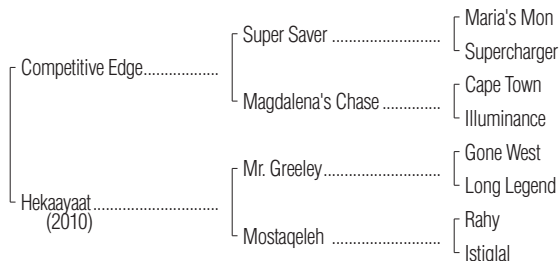 Maria's Mon
Super Saver ..............................
Supercharger
Competitive Edge....................
Cape Town
Magdalena's Chase ..................
Illuminance
Gone West
Mr. Greeley................................
Long Legend
Hekaayaat..................................
(2010)
Rahy
Mostaqeleh ..............................
Istiglal